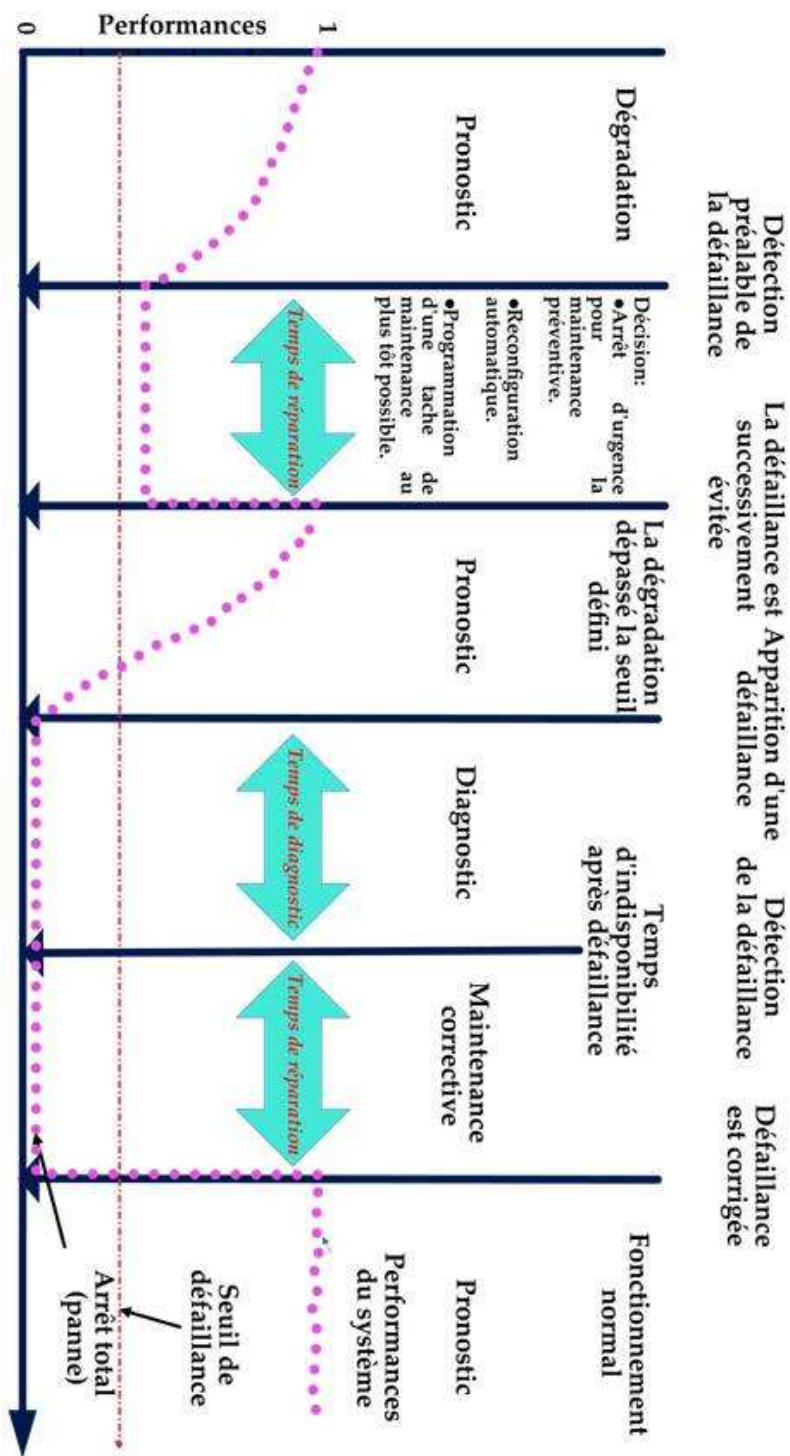 Détection
préalable de
la défaillance
La défaillance est
successivement
évitée
Apparition d'une
défaillance
Détection
de la défaillance
Défaillance
est corrigée
Dégradation
Pronostic
Décision:
•Arrêt d'urgence
pour la
maintenance
préventive.
•Reconfiguration
automatique.
•Programmation
d'une tache de
maintenance au
plus tôt possible.
La dégradation
dépassé la seuil
défini
Pronostic
Temps
d'indisponibilité
après défaillance
Diagnostic
Maintenance
corrective
Fonctionnement
normal
Pronostic
Temps de réparation
Temps de diagnostic
Temps de réparation
Performances
du système
Seuil de
défaillance
Arrêt total
(panne)
1
Performances
0